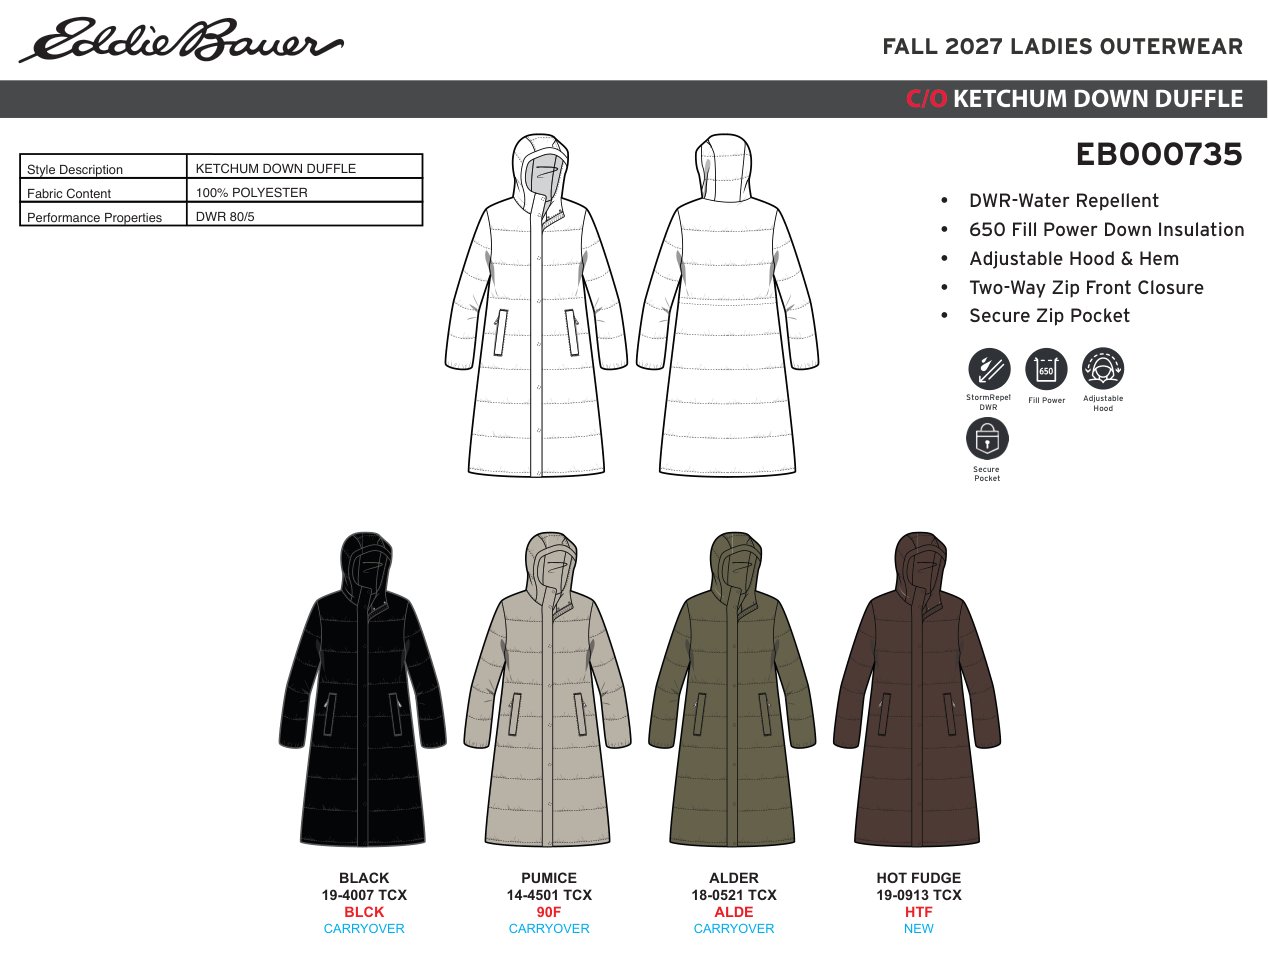 Eddie Bauer
FALL 2027 LADIES OUTERWEAR
C/O KETCHUM DOWN DUFFLE
Style Description KETCHUM DOWN DUFFLE
Fabric Content 100% POLYESTER
Performance Properties DWR 80/5
EB000735
• DWR-Water Repellent
• 650 Fill Power Down Insulation
• Adjustable Hood & Hem
• Two-Way Zip Front Closure
• Secure Zip Pocket
650
StormRepel
DWR
Fill Power
Adjustable
Hood
Secure
Pocket
BLACK
19-4007 TCX
BLCK
CARRYOVER
PUMICE
14-4501 TCX
90F
CARRYOVER
ALDER
18-0521 TCX
ALDE
CARRYOVER
HOT FUDGE
19-0913 TCX
HTF
NEW